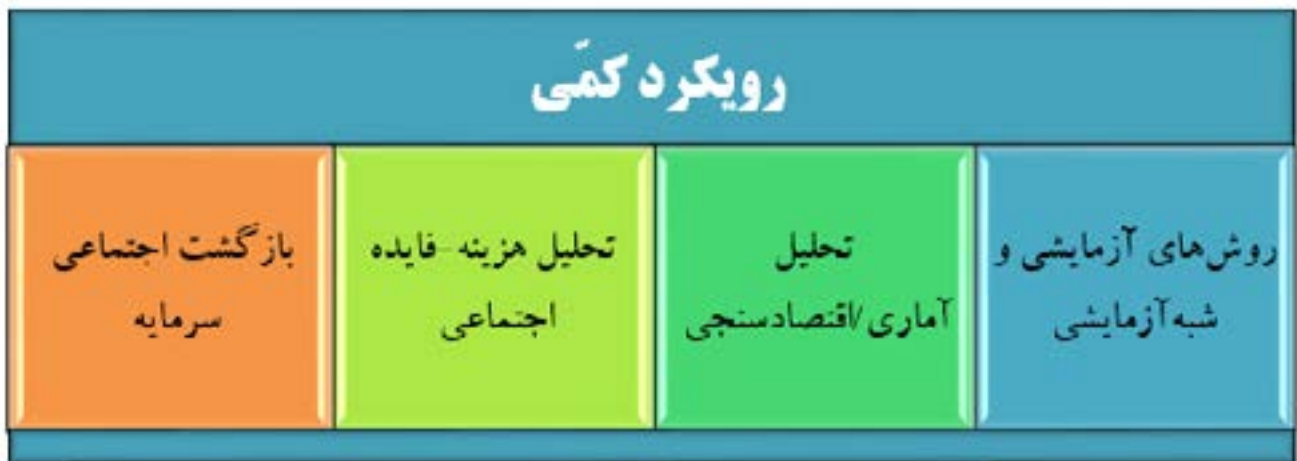 رویکرد کمّی
روش‌های آزمایشی و
شبه‌آزمایشی
تحلیل
آماری/اقتصادسنجی
تحلیل هزینه-فایده
اجتماعی
بازگشت اجتماعی
سرمایه